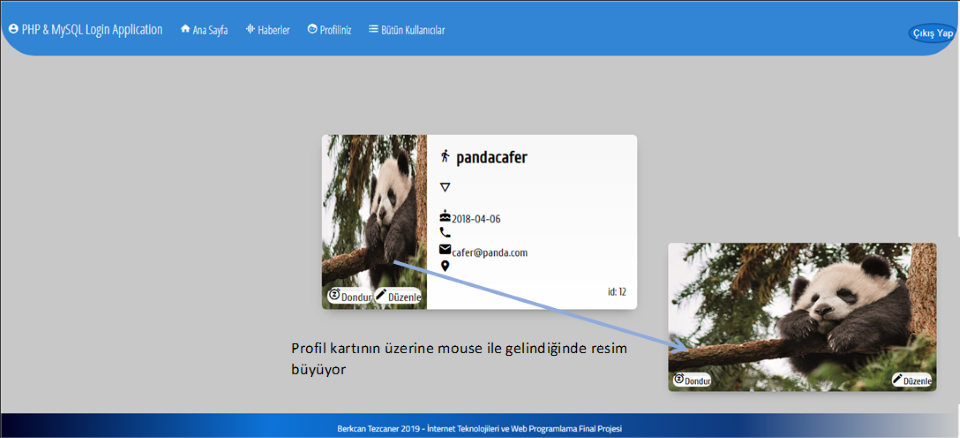 PHP & MySQL Login Application Ana Sayfa Haberler Profiliniz Bütün Kullanıcılar Çıkış Yap
pandacafer
2018-04-06
cafer@panda.com
id: 12
Dondur Düzenle
Dondur Düzenle
Profil kartının üzerine mouse ile gelindiğinde resim
büyüyor
Berkcan Tezcaner 2019 - İnternet Teknolojileri ve Web Programlama Final Projesi